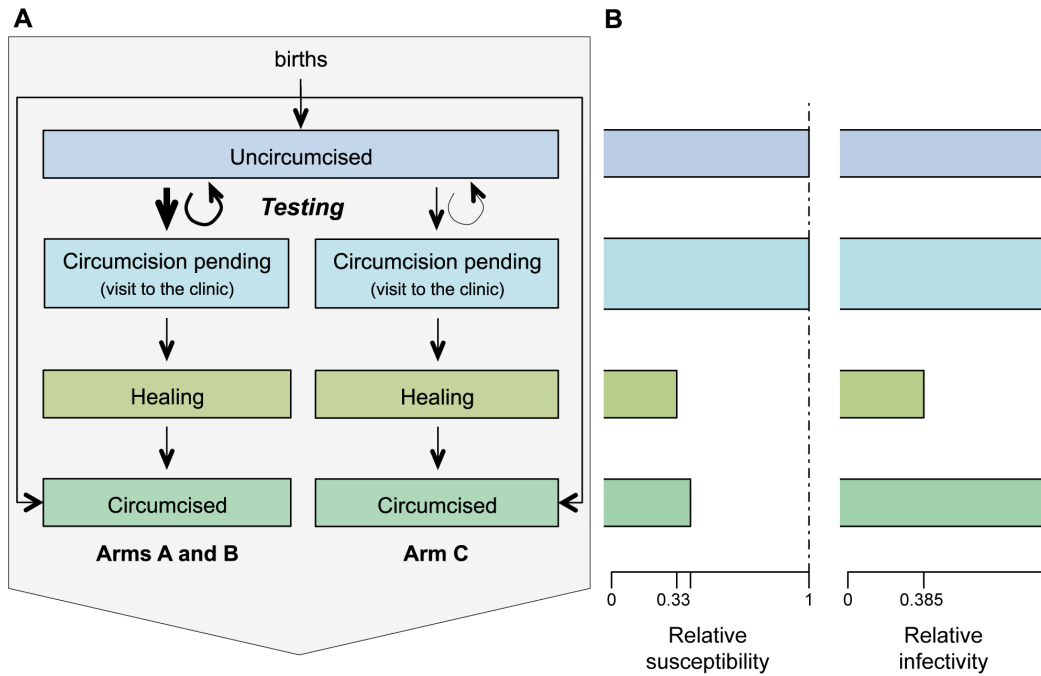 A
births
Uncircumcised
Testing
Circumcision pending
(visit to the clinic)
Circumcision pending
(visit to the clinic)
Healing
Healing
Circumcised
Circumcised
Arms A and B
Arm C
B
0
0.33
1
Relative
susceptibility
0
0.385
Relative
infectivity